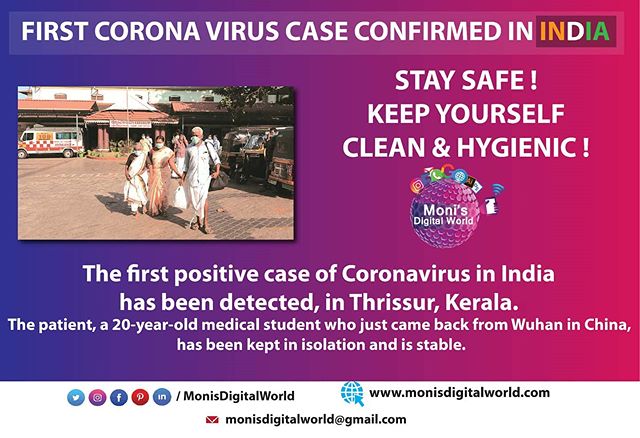 FIRST CORONA VIRUS CASE CONFIRMED IN INDIA
STAY SAFE !
KEEP YOURSELF
CLEAN & HYGIENIC !
Moni's
Digital World
The first positive case of Coronavirus in India
has been detected, in Thrissur, Kerala.
The patient, a 20-year-old medical student who just came back from Wuhan in China,
has been kept in isolation and is stable.
/ MonisDigitalWorld
www.monisdigitalworld.com
monisdigitalworld@gmail.com